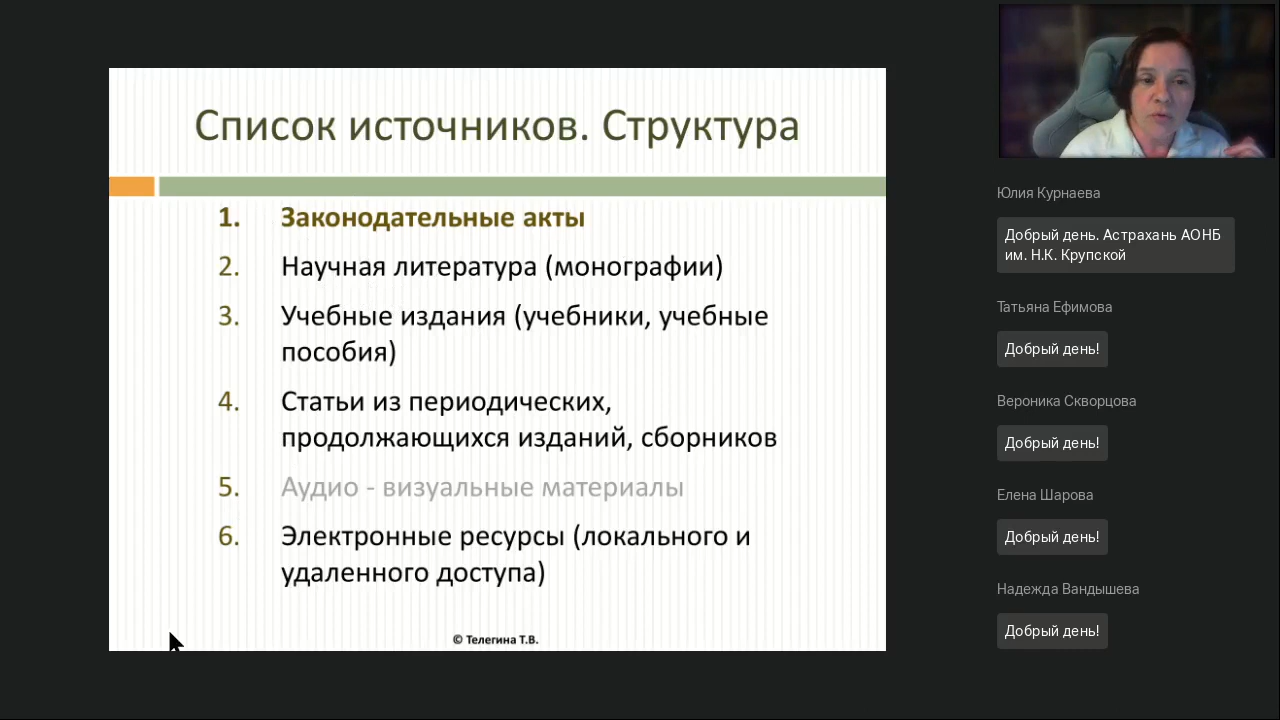 Список источников. Структура
1. Законодательные акты
2. Научная литература (монографии)
3. Учебные издания (учебники, учебные
пособия)
4. Статьи из периодических,
продолжающихся изданий, сборников
5. Аудио - визуальные материалы
6. Электронные ресурсы (локального и
удаленного доступа)
© Телегина Т.В.
Юлия Курнаева
Добрый день. Астрахань АОНБ
им. Н.К. Крупской
Татьяна Ефимова
Добрый день!
Вероника Скворцова
Добрый день!
Елена Шарова
Добрый день!
Надежда Вандышева
Добрый день!